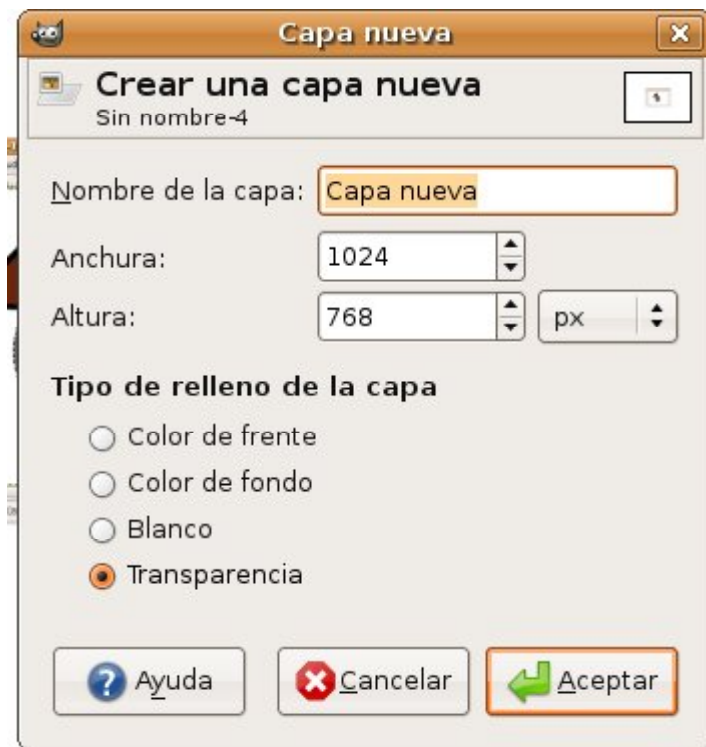 Capa nueva
Crear una capa nueva
Sin nombre-4
Nombre de la capa: Capa nueva
Anchura: 1024
Altura: 768 px
Tipo de relleno de la capa
Color de frente
Color de fondo
Blanco
Transparencia
Ayuda Cancelar Aceptar